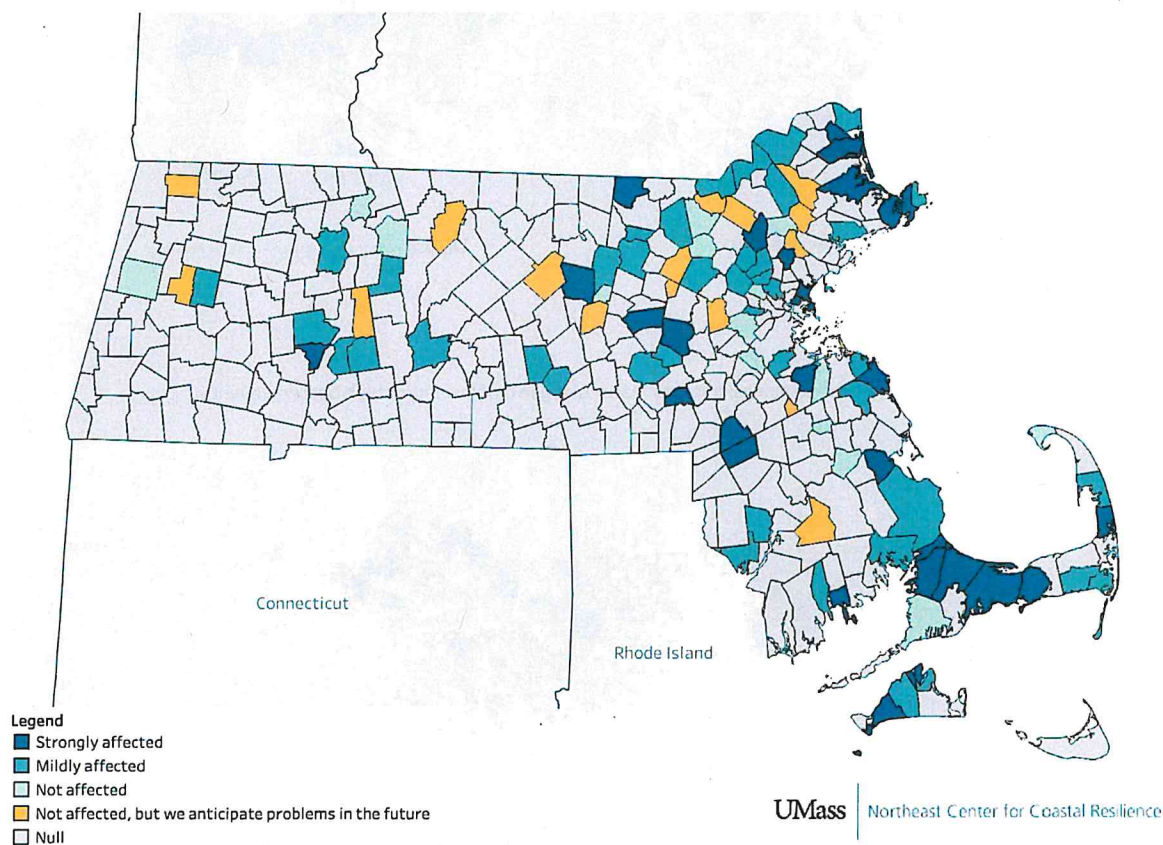 Connecticut
Rhode Island
Legend
Strongly affected
Mildly affected
Not affected
Not affected, but we anticipate problems in the future
Null
UMass
Northeast Center for Coastal Resilience